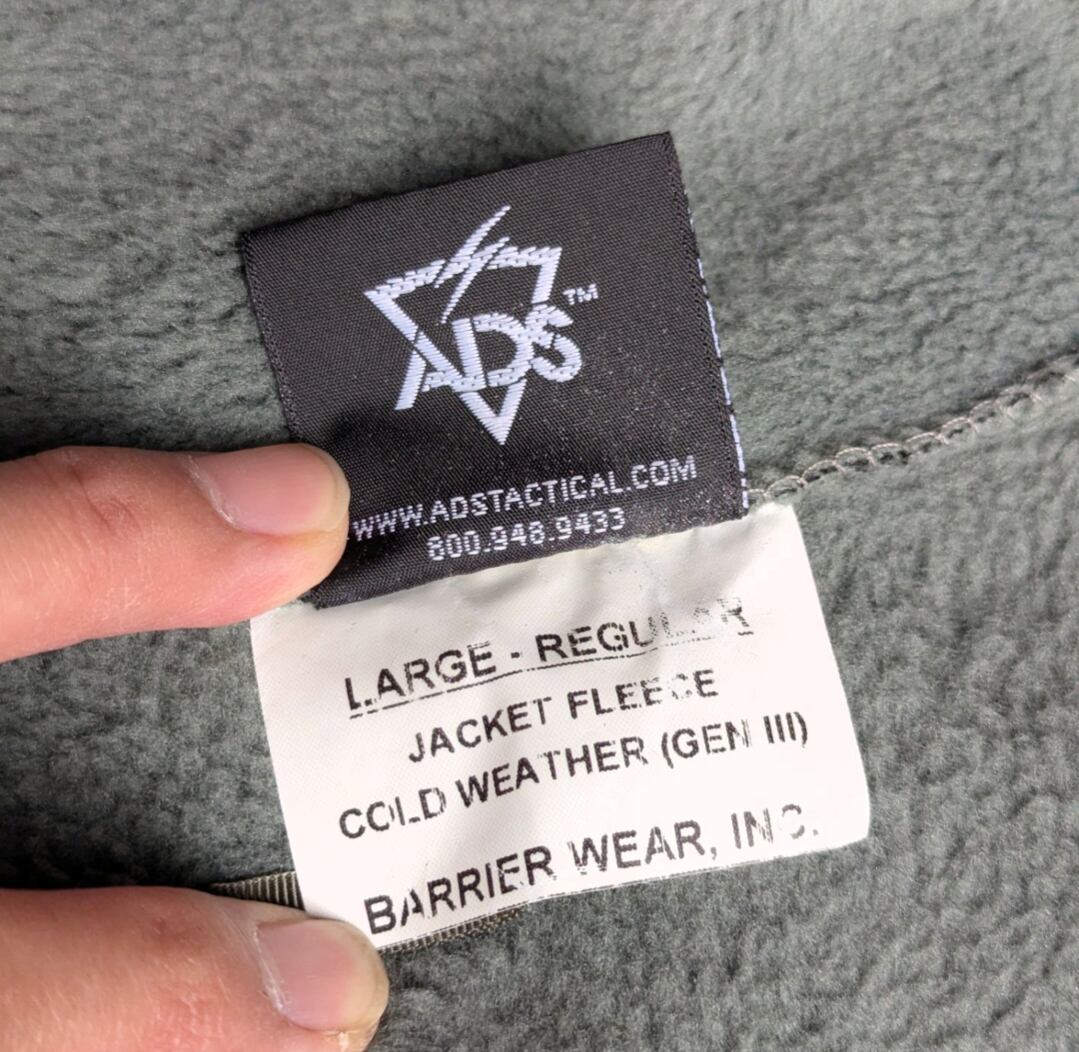 ADS™
WWW.ADSTACTICAL.COM
800.948.9433
LARGE - REGULAR
JACKET FLEECE
COLD WEATHER (GEN III)
BARRIER WEAR, INC.